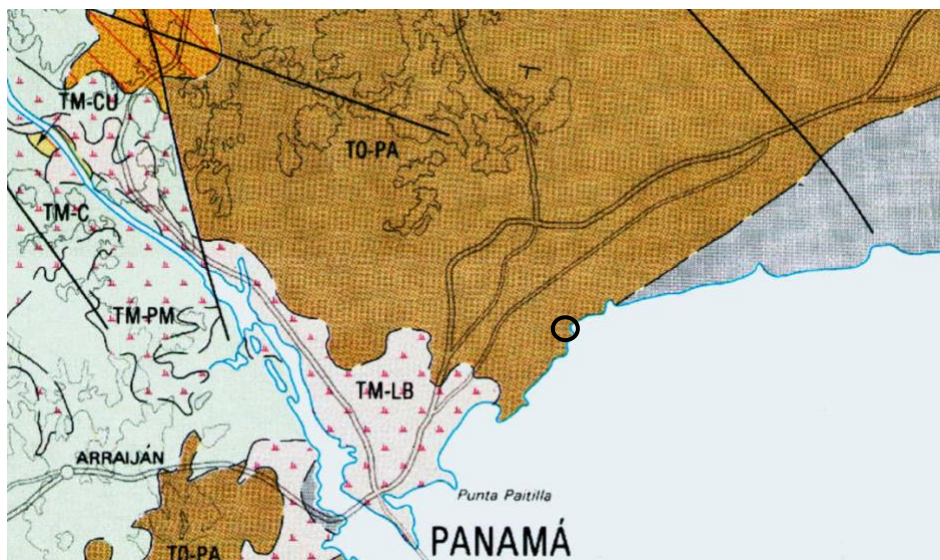 TM-CU
TO-PA
TM-C
TM-PM
TM-LB
ARRAIJÁN
Punta Paitilla
PANAMÁ
TO-PA